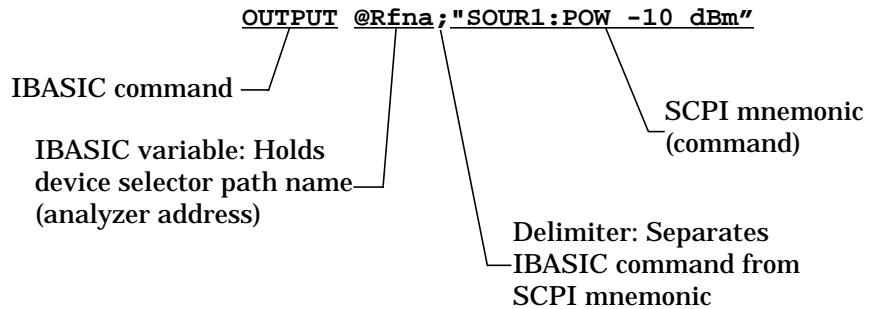 OUTPUT @Rfna;"SOUR1:POW -10 dBm”
IBASIC command
SCPI mnemonic
(command)
IBASIC variable: Holds
device selector path name
(analyzer address)
Delimiter: Separates
IBASIC command from
SCPI mnemonic